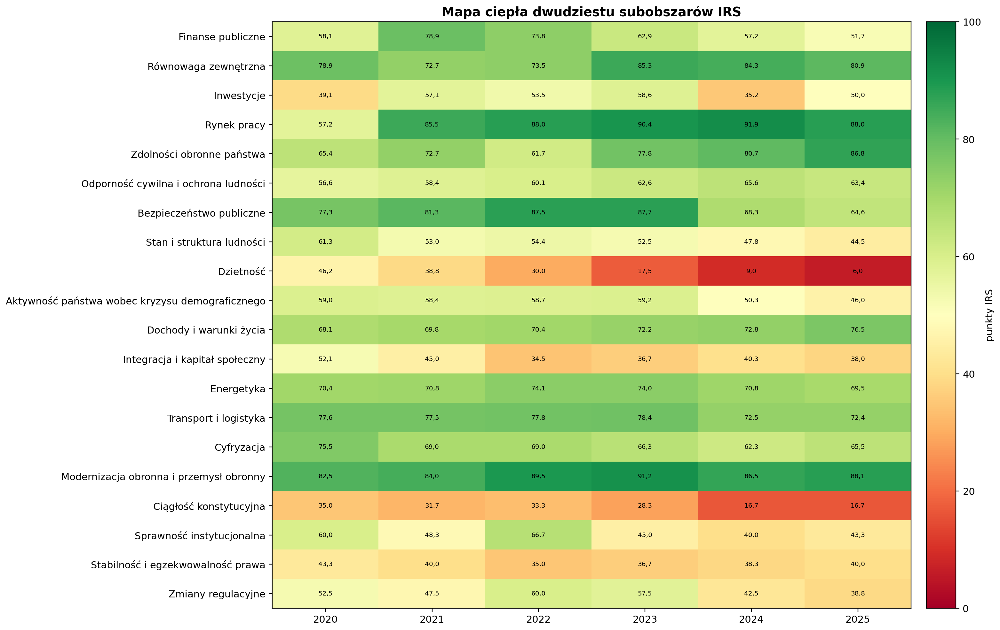 Mapa ciepła dwudziestu subobszarów IRS
Finanse publiczne 58,1 78,9 73,8 62,9 57,2 51,7
Równowaga zewnętrzna 78,9 72,7 73,5 85,3 84,3 80,9
Inwestycje 39,1 57,1 53,5 58,6 35,2 50,0
Rynek pracy 57,2 85,5 88,0 90,4 91,9 88,0
Zdolności obronne państwa 65,4 72,7 61,7 77,8 80,7 86,8
Odporność cywilna i ochrona ludności 56,6 58,4 60,1 62,6 65,6 63,4
Bezpieczeństwo publiczne 77,3 81,3 87,5 87,7 68,3 64,6
Stan i struktura ludności 61,3 53,0 54,4 52,5 47,8 44,5
Dzietność 46,2 38,8 30,0 17,5 9,0 6,0
Aktywność państwa wobec kryzysu demograficznego 59,0 58,4 58,7 59,2 50,3 46,0
Dochody i warunki życia 68,1 69,8 70,4 72,2 72,8 76,5
Integracja i kapitał społeczny 52,1 45,0 34,5 36,7 40,3 38,0
Energetyka 70,4 70,8 74,1 74,0 70,8 69,5
Transport i logistyka 77,6 77,5 77,8 78,4 72,5 72,4
Cyfryzacja 75,5 69,0 69,0 66,3 62,3 65,5
Modernizacja obronna i przemysł obronny 82,5 84,0 89,5 91,2 86,5 88,1
Ciągłość konstytucyjna 35,0 31,7 33,3 28,3 16,7 16,7
Sprawność instytucjonalna 60,0 48,3 66,7 45,0 40,0 43,3
Stabilność i egzekwowalność prawa 43,3 40,0 35,0 36,7 38,3 40,0
Zmiany regulacyjne 52,5 47,5 60,0 57,5 42,5 38,8
2020 2021 2022 2023 2024 2025
100
80
60
40
20
0
punkty IRS